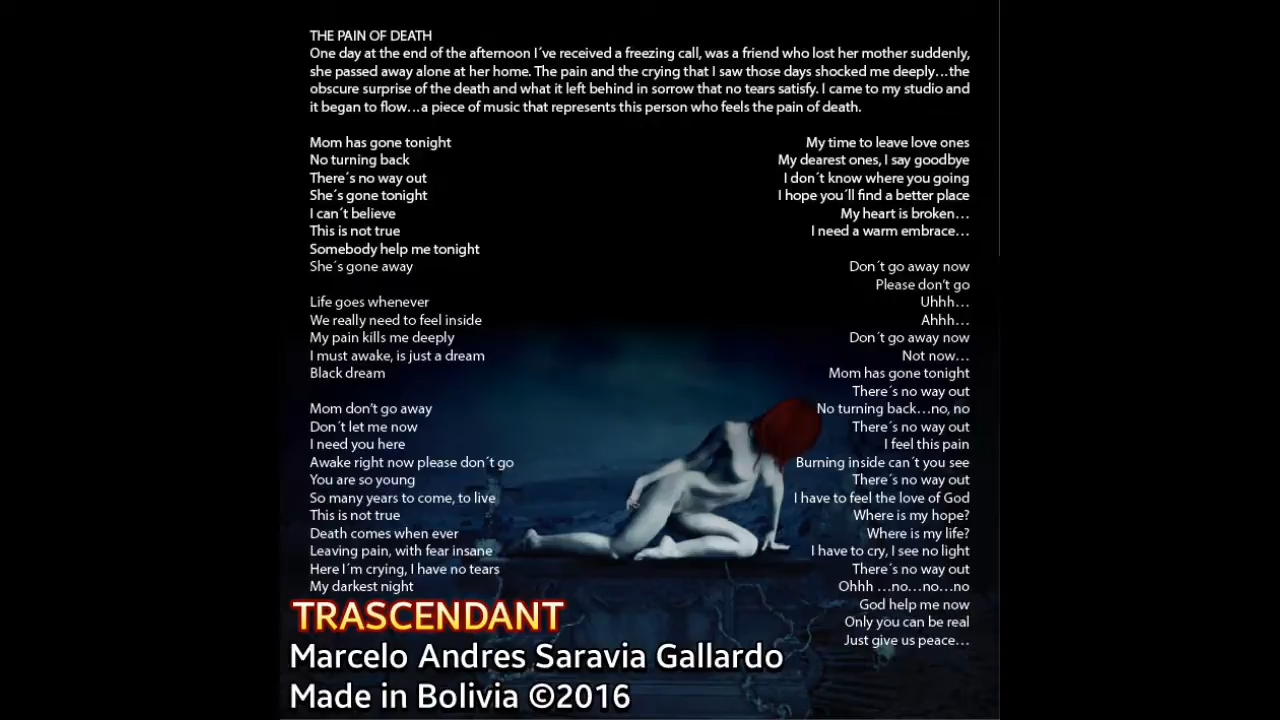 THE PAIN OF DEATH
One day at the end of the afternoon I´ve received a freezing call, was a friend who lost her mother suddenly,
she passed away alone at her home. The pain and the crying that I saw those days shocked me deeply…the
obscure surprise of the death and what it left behind in sorrow that no tears satisfy. I came to my studio and
it began to flow…a piece of music that represents this person who feels the pain of death.
Mom has gone tonight
No turning back
There´s no way out
She´s gone tonight
I can´t believe
This is not true
Somebody help me tonight
She´s gone away
Life goes whenever
We really need to feel inside
My pain kills me deeply
I must awake, is just a dream
Black dream
Mom don't go away
Don´t let me now
I need you here
Awake right now please don´t go
You are so young
So many years to come, to live
This is not true
Death comes when ever
Leaving pain, with fear insane
Here I´m crying, I have no tears
My darkest night
My time to leave love ones
My dearest ones, I say goodbye
I don´t know where you going
I hope you´ll find a better place
My heart is broken…
I need a warm embrace…
Don´t go away now
Please don't go
Uhhh…
Ahhh…
Don´t go away now
Not now…
Mom has gone tonight
There´s no way out
No turning back…no, no
There´s no way out
I feel this pain
Burning inside can´t you see
There´s no way out
I have to feel the love of God
Where is my hope?
Where is my life?
I have to cry, I see no light
There´s no way out
Ohhh …no…no…no
God help me now
Only you can be real
Just give us peace…
TRASCENDANT
Marcelo Andres Saravia Gallardo
Made in Bolivia ©2016